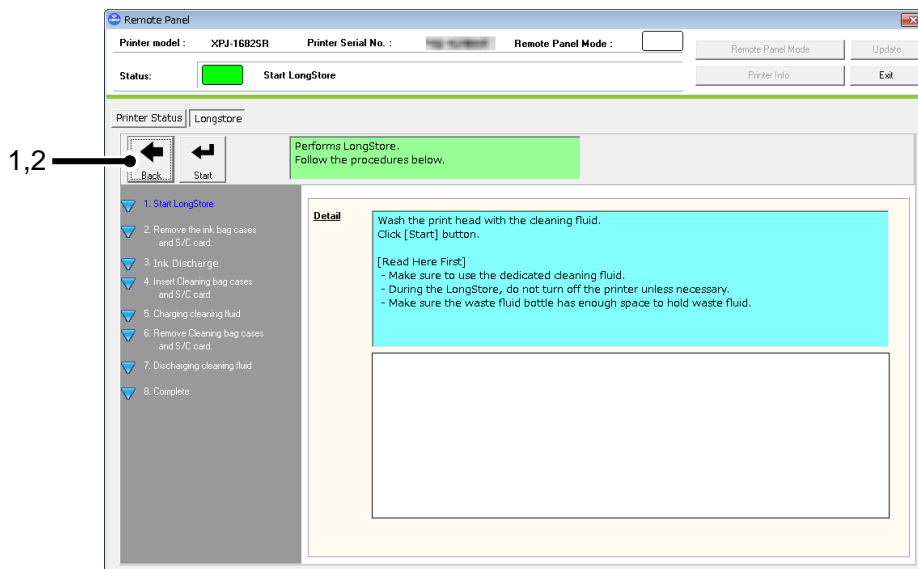 Remote Panel
Printer model : XPJ-1682SR Printer Serial No. : Remote Panel Mode :
Remote Panel Mode Update
Status: Start LongStore
Printer Info. Exit
Printer Status Longstore
1,2
Back Start
Performs LongStore.
Follow the procedures below.
1. Start LongStore
2. Remove the ink bag cases
and S/C card.
3. Ink Discharge
4. Insert Cleaning bag cases
and S/C card.
5. Charging cleaning fluid
6. Remove Cleaning bag cases
and S/C card.
7. Discharging cleaning fluid
8. Complete
Detail
Wash the print head with the cleaning fluid.
Click [Start] button.
[Read Here First]
- Make sure to use the dedicated cleaning fluid.
- During the LongStore, do not turn off the printer unless necessary.
- Make sure the waste fluid bottle has enough space to hold waste fluid.